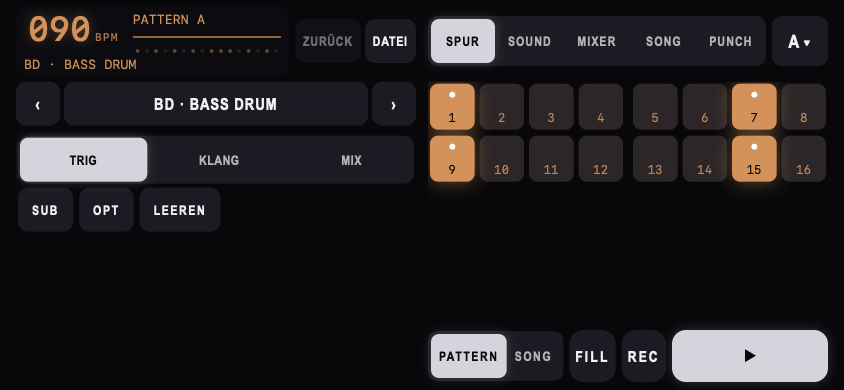 090 BPM
PATTERN A
BD · BASS DRUM
ZURÜCK DATEI
SPUR SOUND MIXER SONG PUNCH A ▾
‹ BD · BASS DRUM ›
TRIG KLANG MIX
SUB OPT LEEREN
1 2 3 4 5 6 7 8
9 10 11 12 13 14 15 16
PATTERN SONG FILL REC